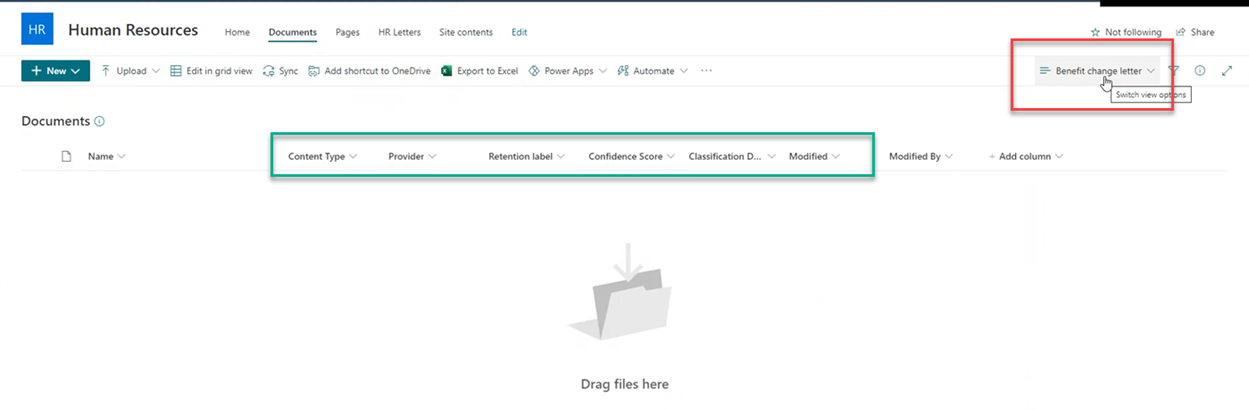 HR
Human Resources
Home Documents Pages HR Letters Site contents Edit
Not following Share
New Upload Edit in grid view Sync Add shortcut to OneDrive Export to Excel Power Apps Automate ...
Benefit change letter
Switch view options
Documents
Name Content Type Provider Retention label Confidence Score Classification D... Modified Modified By + Add column
Drag files here